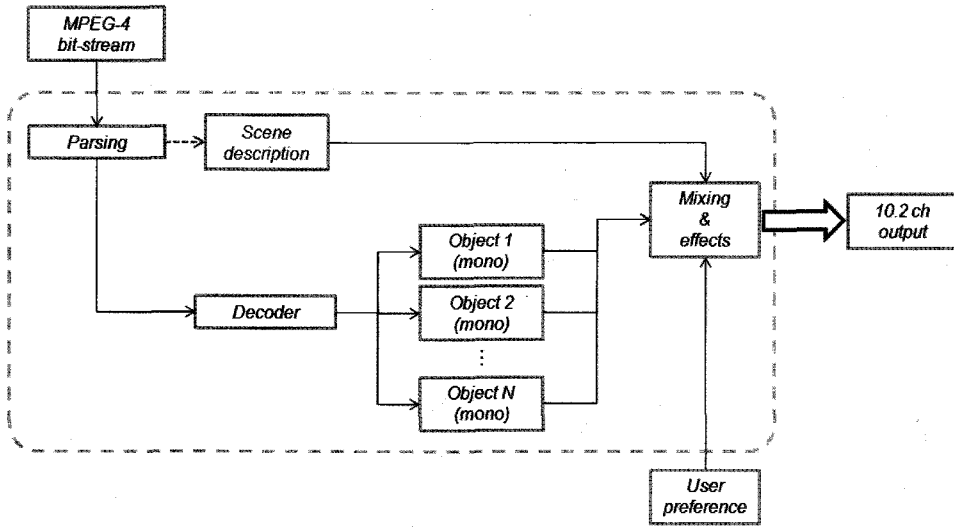 MPEG-4
bit-stream
Parsing
Scene
description
Mixing
&
effects
10.2 ch
output
Object 1
(mono)
Object 2
(mono)
⋮
Object N
(mono)
Decoder
User
preference